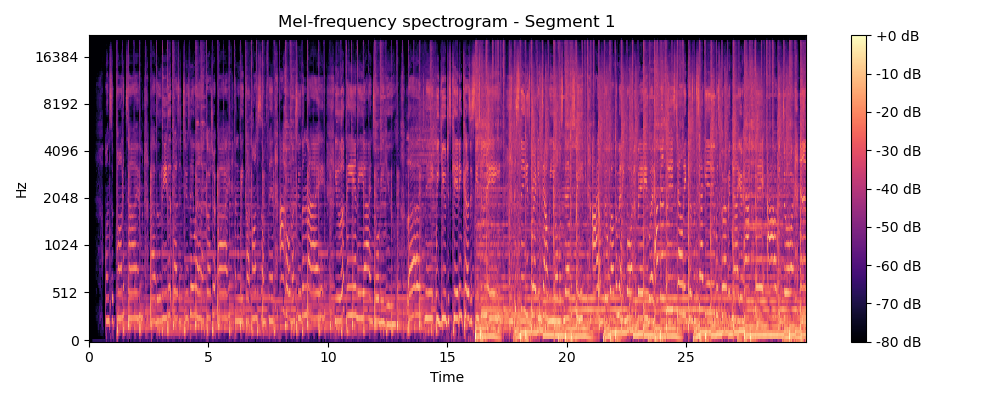 Mel-frequency spectrogram - Segment 1
Hz
16384
8192
4096
2048
1024
512
0
0 5 10 15 20 25
Time
+0 dB
-10 dB
-20 dB
-30 dB
-40 dB
-50 dB
-60 dB
-70 dB
-80 dB